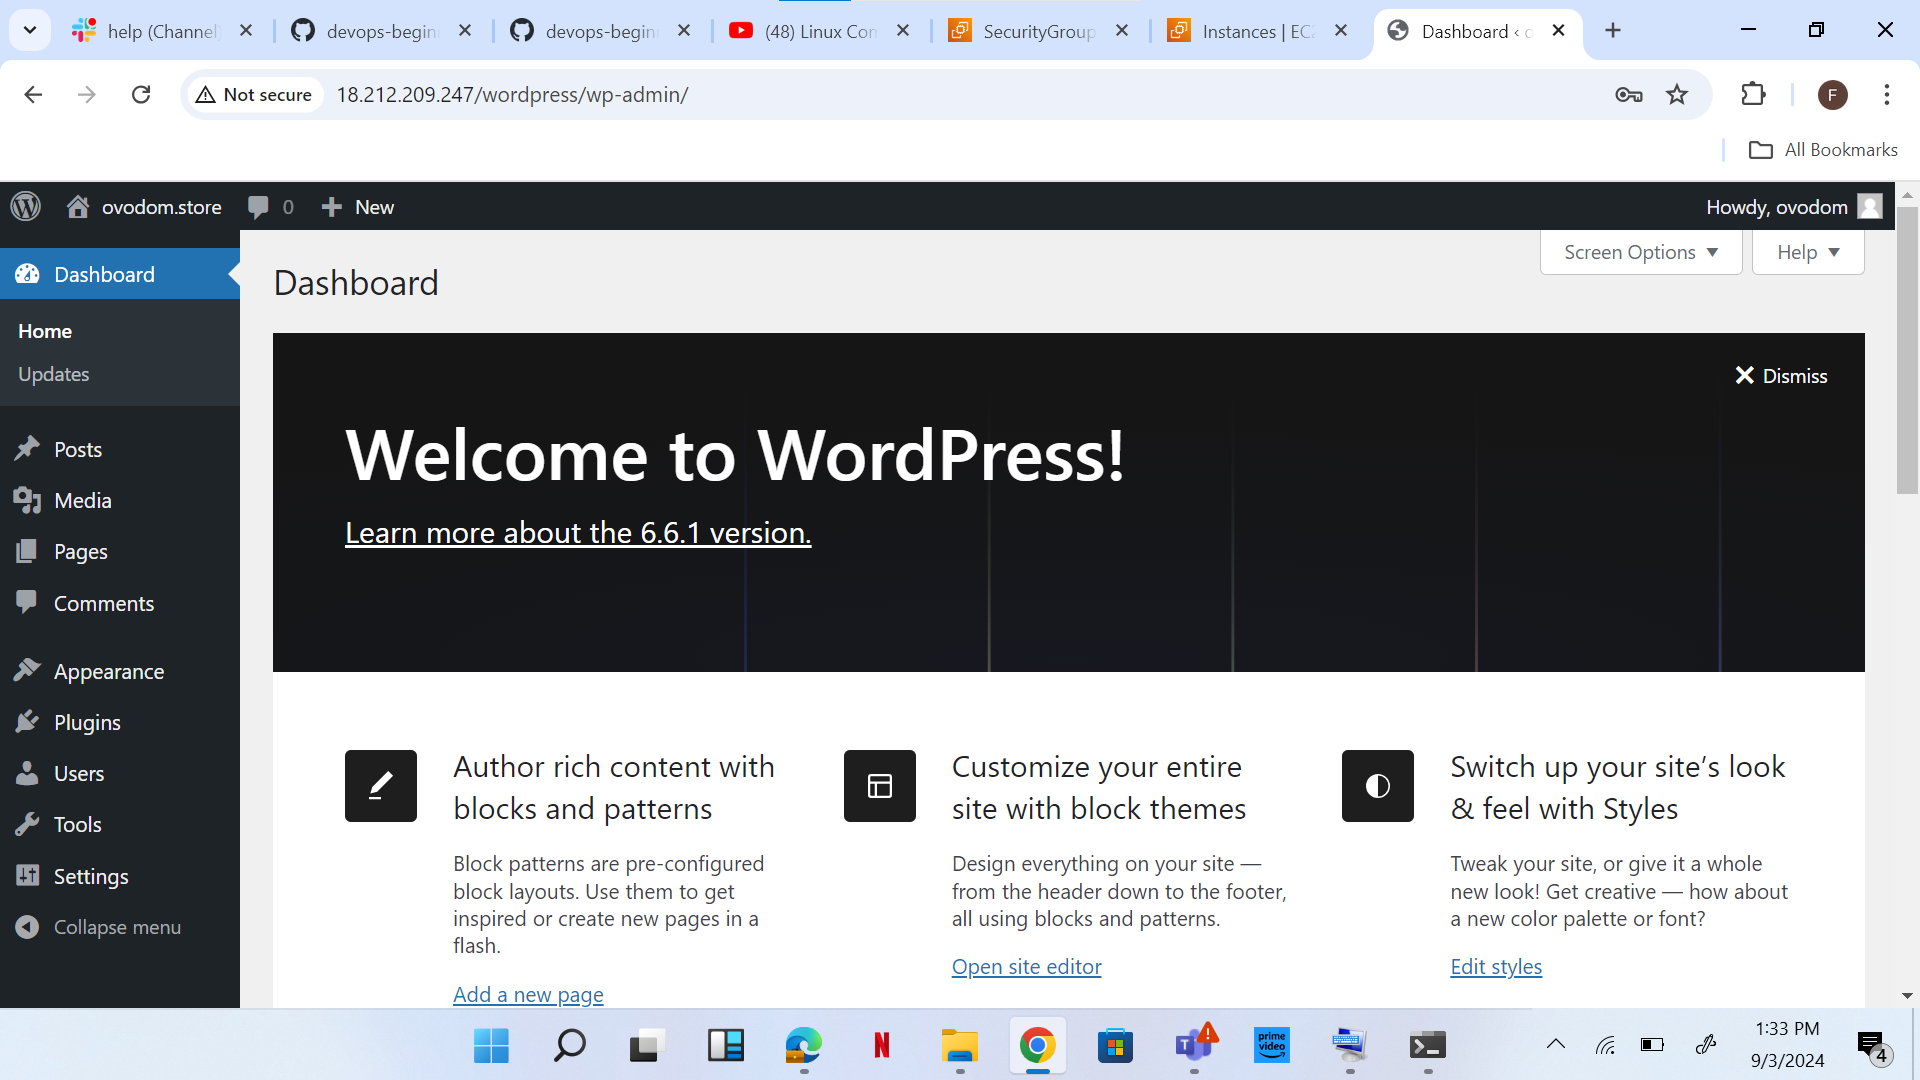 help (Channel)
devops-begin
devops-begin
(48) Linux Con
SecurityGroup
Instances | EC2
Dashboard ‹ o
Not secure
18.212.209.247/wordpress/wp-admin/
F
All Bookmarks
ovodom.store
0
New
Howdy, ovodom
Screen Options
Help
Dashboard
Home
Updates
Posts
Media
Pages
Comments
Appearance
Plugins
Users
Tools
Settings
Collapse menu
Dashboard
Dismiss
Welcome to WordPress!
Learn more about the 6.6.1 version.
Author rich content with
blocks and patterns
Block patterns are pre-configured
block layouts. Use them to get
inspired or create new pages in a
flash.
Add a new page
Customize your entire
site with block themes
Design everything on your site —
from the header down to the footer,
all using blocks and patterns.
Open site editor
Switch up your site’s look
& feel with Styles
Tweak your site, or give it a whole
new look! Get creative — how about
a new color palette or font?
Edit styles
N
T
prime
video
1:33 PM
9/3/2024
4